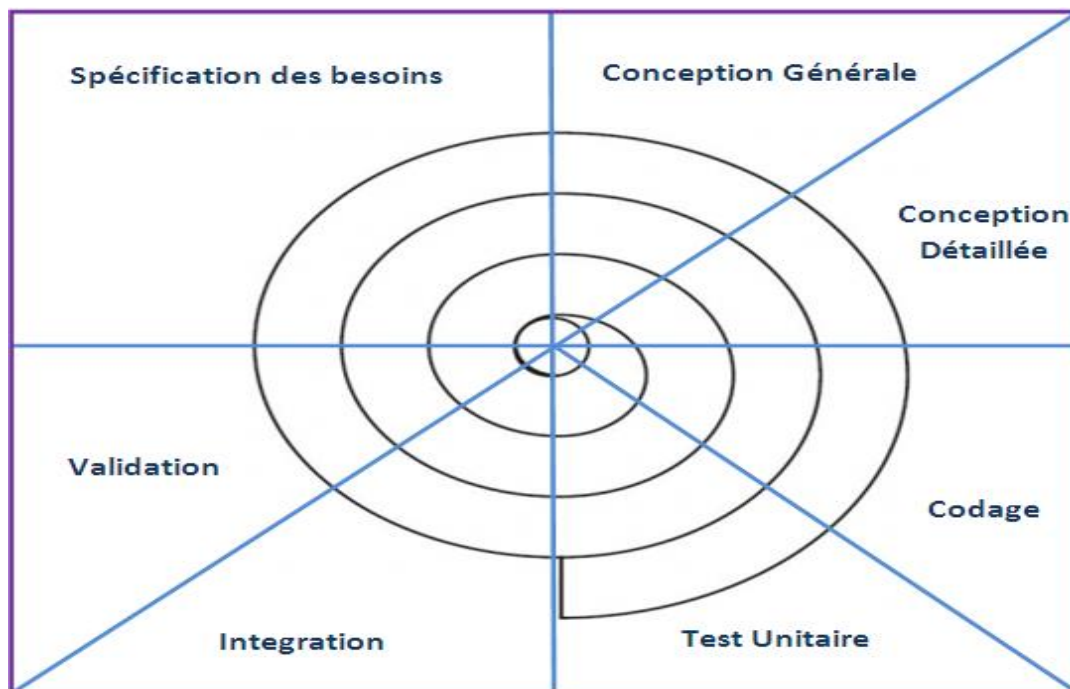 Spécification des besoins
Conception Générale
Conception
Détaillée
Validation
Codage
Integration
Test Unitaire